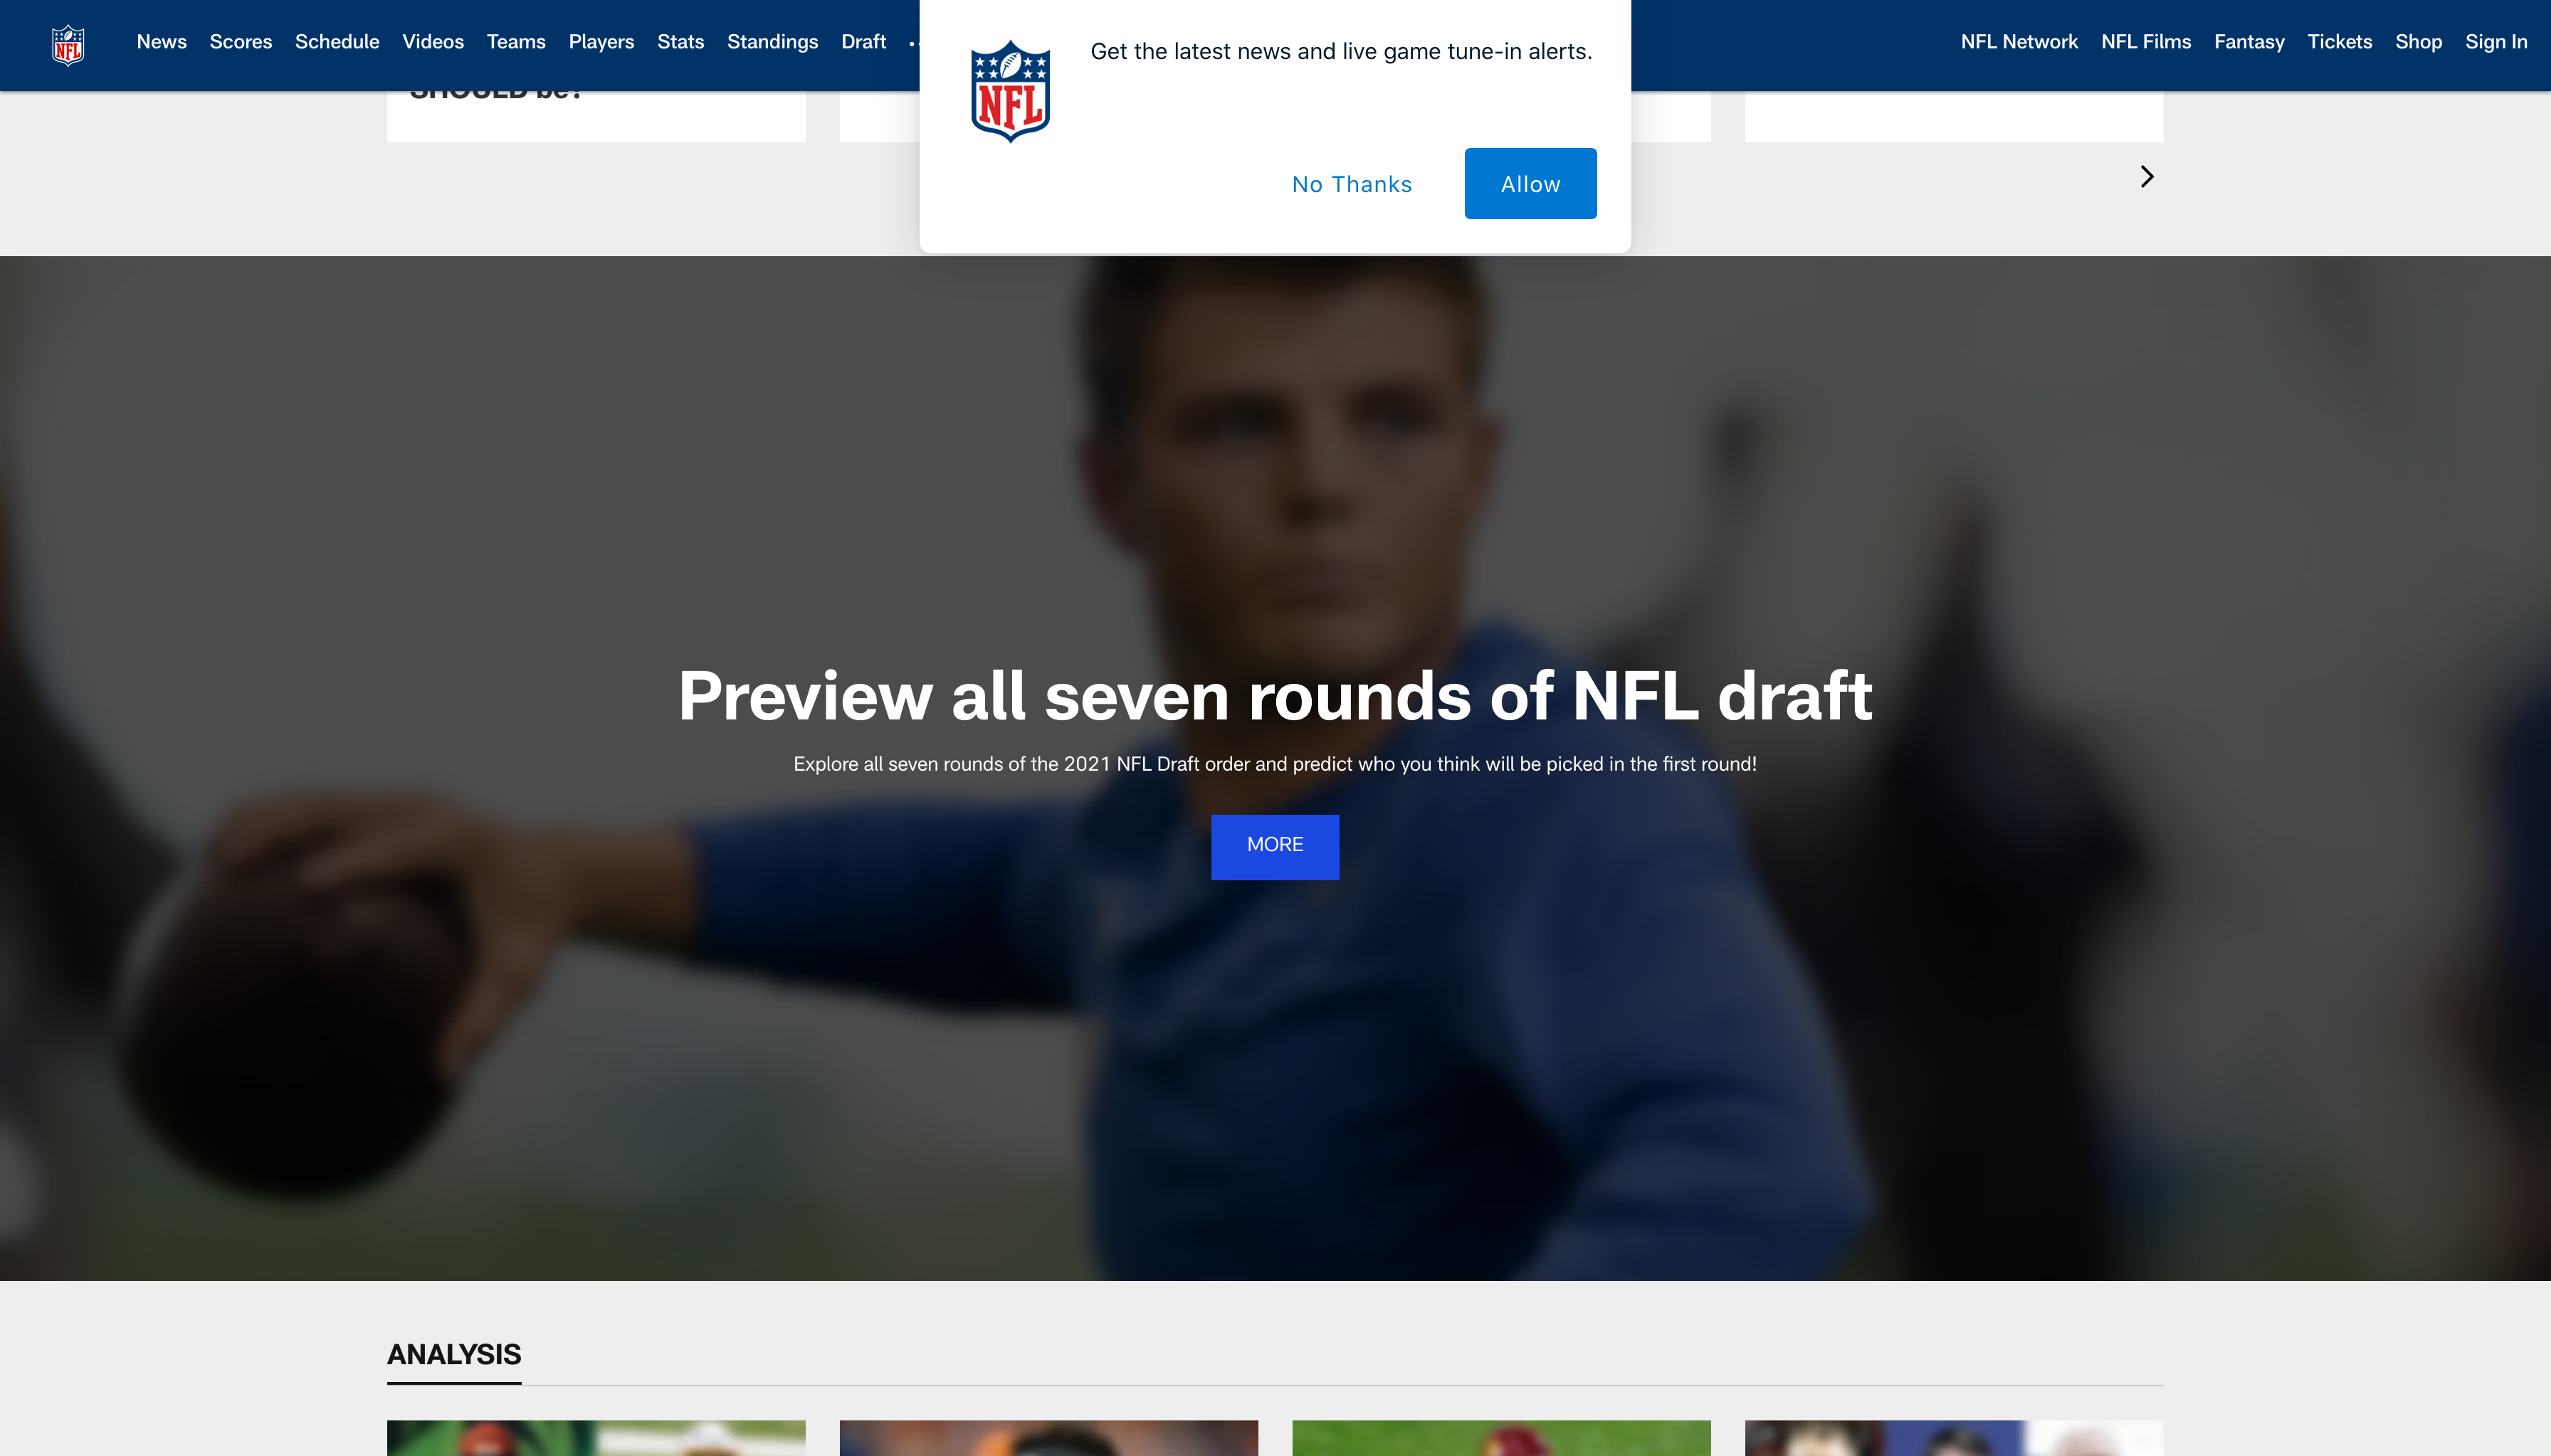 NFL
News Scores Schedule Videos Teams Players Stats Standings Draft
NFL
Get the latest news and live game tune-in alerts.
No Thanks Allow
NFL Network NFL Films Fantasy Tickets Shop Sign In
SHOULD be?
Preview all seven rounds of NFL draft
Explore all seven rounds of the 2021 NFL Draft order and predict who you think will be picked in the first round!
MORE
ANALYSIS